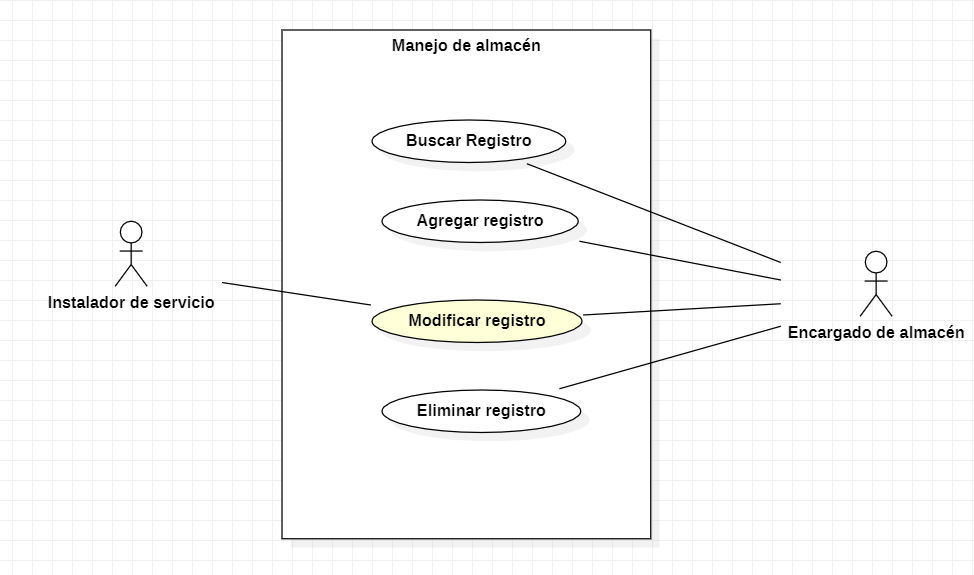 Manejo de almacén
Buscar Registro
Agregar registro
Instalador de servicio
Modificar registro
Encargado de almacén
Eliminar registro